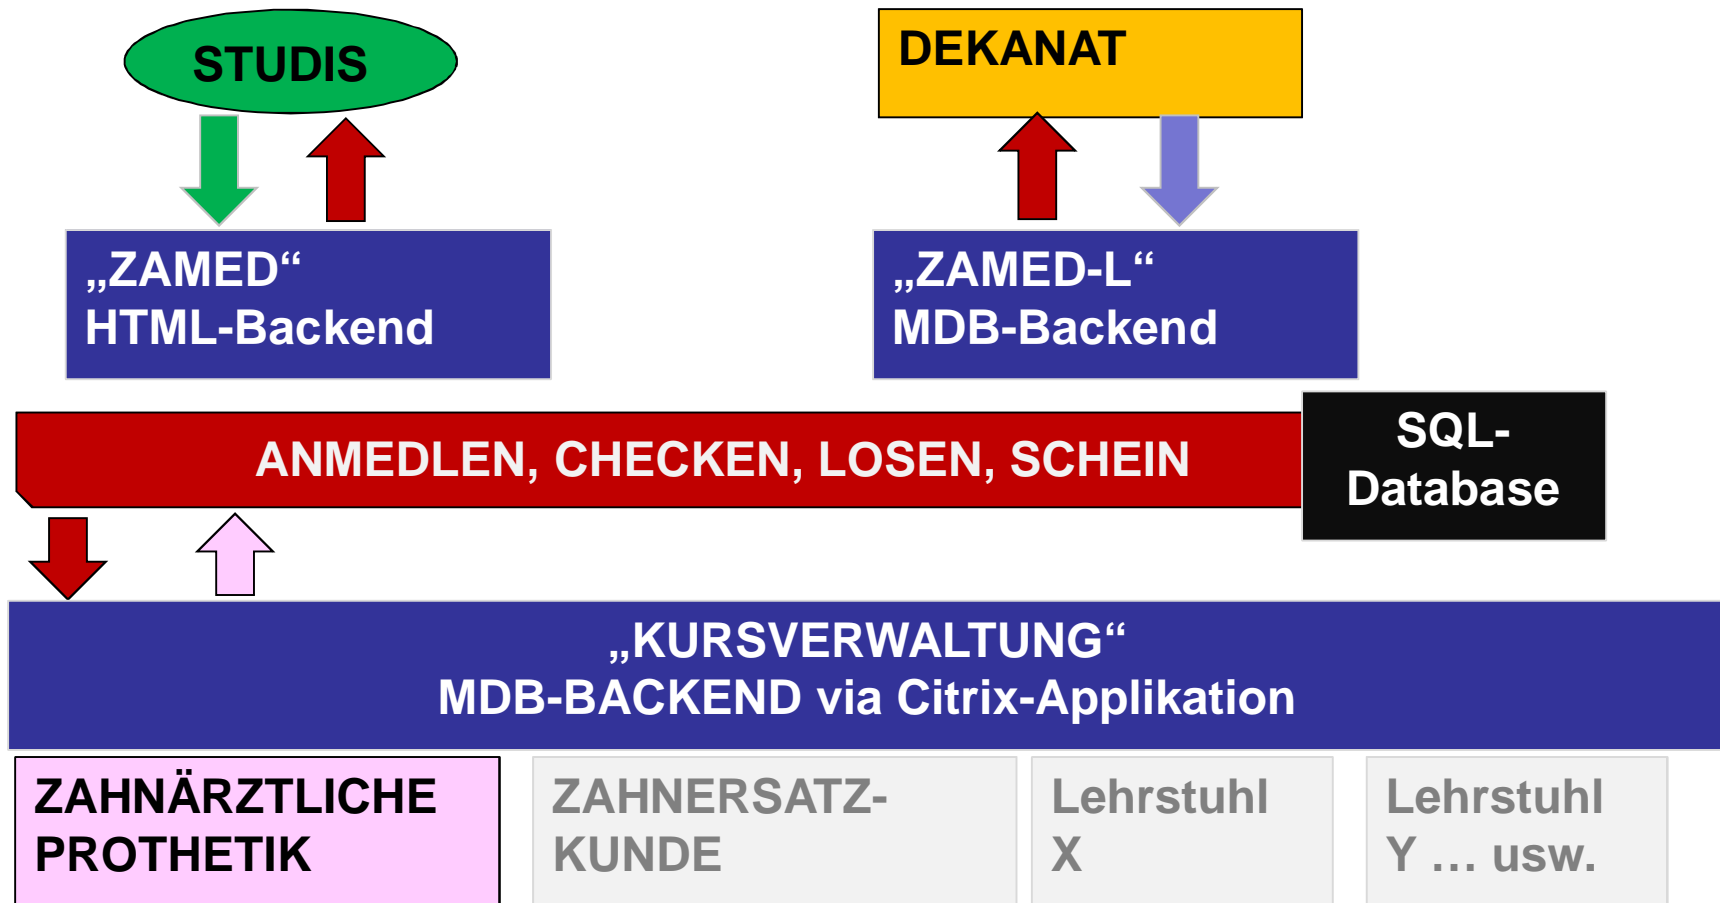 STUDIS
DEKANAT
„ZAMED“
HTML-Backend
„ZAMED-L“
MDB-Backend
ANMEDLEN, CHECKEN, LOSEN, SCHEIN
SQL-
Database
„KURSVERWALTUNG“
MDB-BACKEND via Citrix-Applikation
ZAHNÄRZTLICHE
PROTHETIK
ZAHNERSATZ-
KUNDE
Lehrstuhl
X
Lehrstuhl
Y … usw.